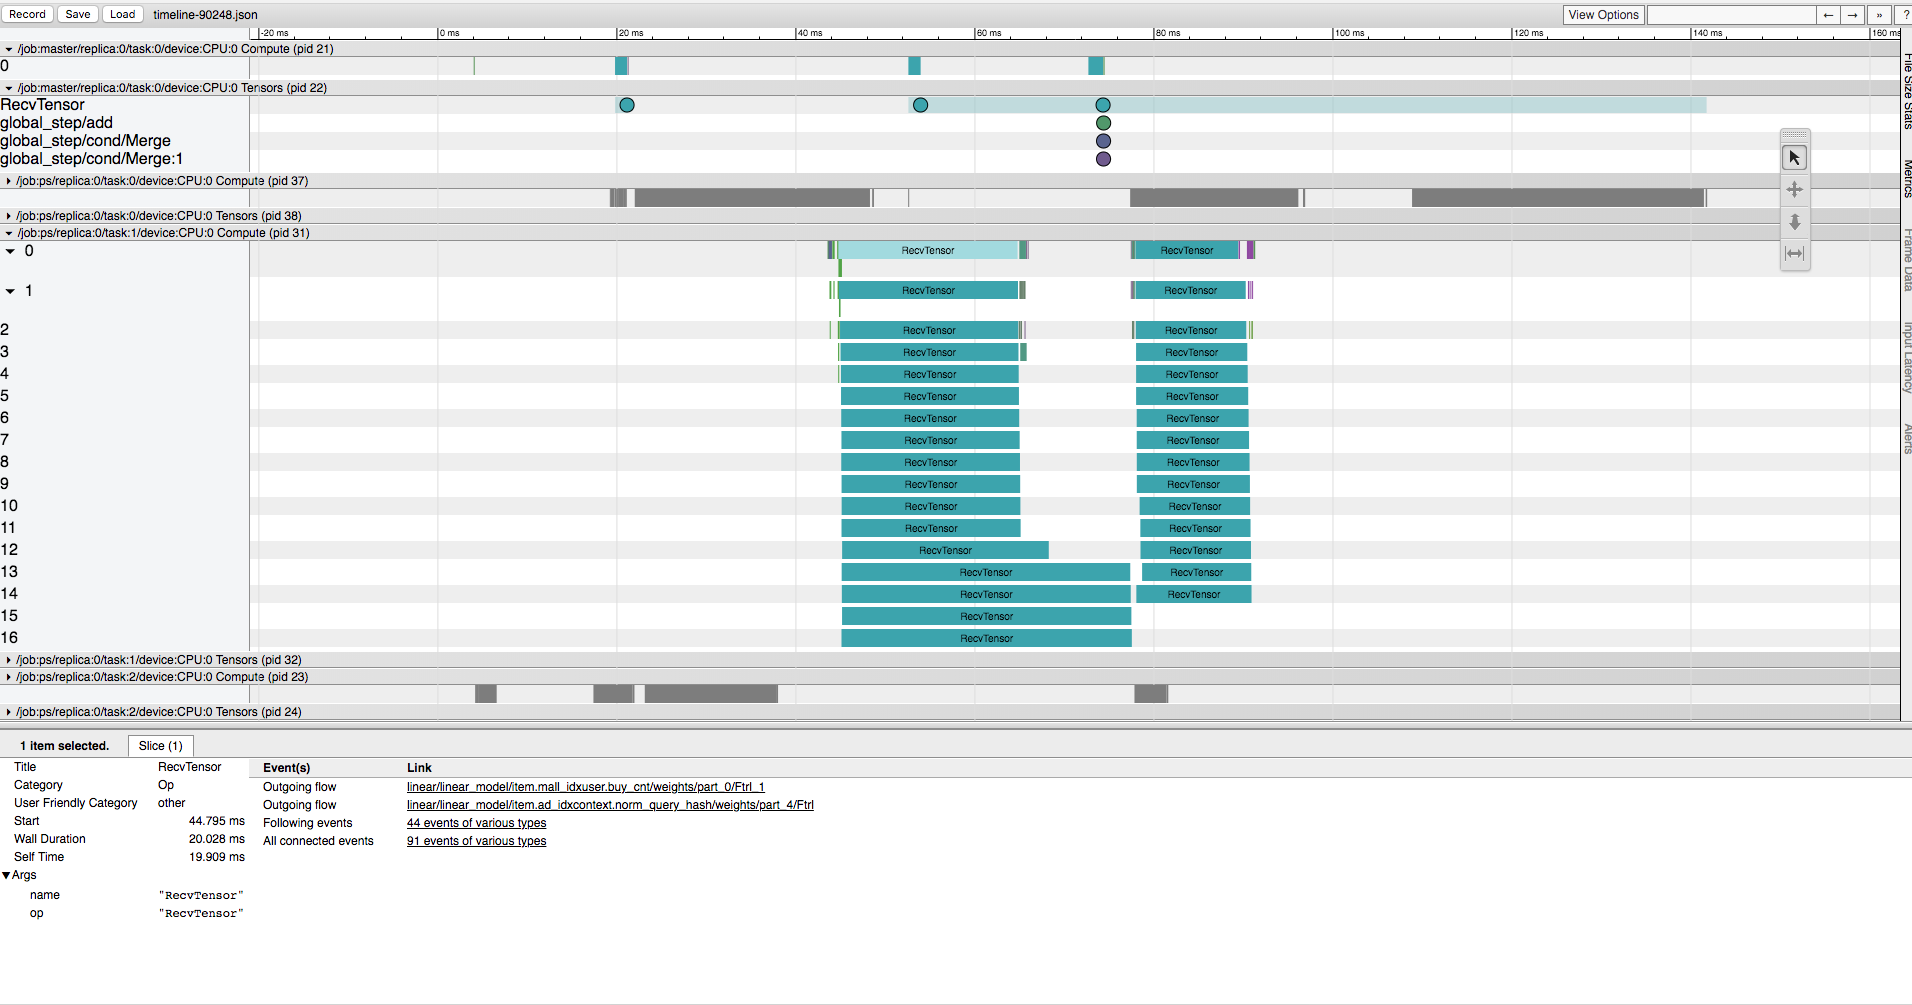 Record Save Load timeline-90248.json View Options ← → » ?
-20 ms 0 ms 20 ms 40 ms 60 ms 80 ms 100 ms 120 ms 140 ms 160 ms
/job:master/replica:0/task:0/device:CPU:0 Compute (pid 21)
0
/job:master/replica:0/task:0/device:CPU:0 Tensors (pid 22)
RecvTensor
global_step/add
global_step/cond/Merge
global_step/cond/Merge:1
/job:ps/replica:0/task:0/device:CPU:0 Compute (pid 37)
/job:ps/replica:0/task:0/device:CPU:0 Tensors (pid 38)
/job:ps/replica:0/task:1/device:CPU:0 Compute (pid 31)
0 RecvTensor RecvTensor
1 RecvTensor RecvTensor
2 RecvTensor RecvTensor
3 RecvTensor RecvTensor
4 RecvTensor RecvTensor
5 RecvTensor RecvTensor
6 RecvTensor RecvTensor
7 RecvTensor RecvTensor
8 RecvTensor RecvTensor
9 RecvTensor RecvTensor
10 RecvTensor RecvTensor
11 RecvTensor RecvTensor
12 RecvTensor RecvTensor
13 RecvTensor RecvTensor
14 RecvTensor RecvTensor
15 RecvTensor
16 RecvTensor
/job:ps/replica:0/task:1/device:CPU:0 Tensors (pid 32)
/job:ps/replica:0/task:2/device:CPU:0 Compute (pid 23)
/job:ps/replica:0/task:2/device:CPU:0 Tensors (pid 24)
File Size Stats
Metrics
Frame Data
Input Latency
Alerts
1 item selected. Slice (1)
Title RecvTensor
Category Op
User Friendly Category other
Start 44.795 ms
Wall Duration 20.028 ms
Self Time 19.909 ms
Args
name "RecvTensor"
op "RecvTensor"
Event(s) Link
Outgoing flow linear/linear_model/item.mall_idxuser.buy_cnt/weights/part_0/Ftrl_1
Outgoing flow linear/linear_model/item.ad_idxcontext.norm_query_hash/weights/part_4/Ftrl
Following events 44 events of various types
All connected events 91 events of various types